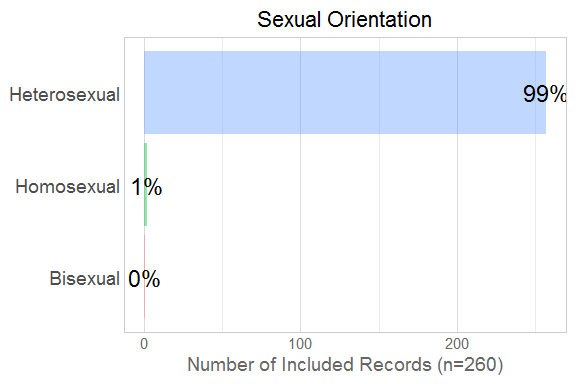 Sexual Orientation
Heterosexual 99%
Homosexual 1%
Bisexual 0%
0 100 200
Number of Included Records (n=260)